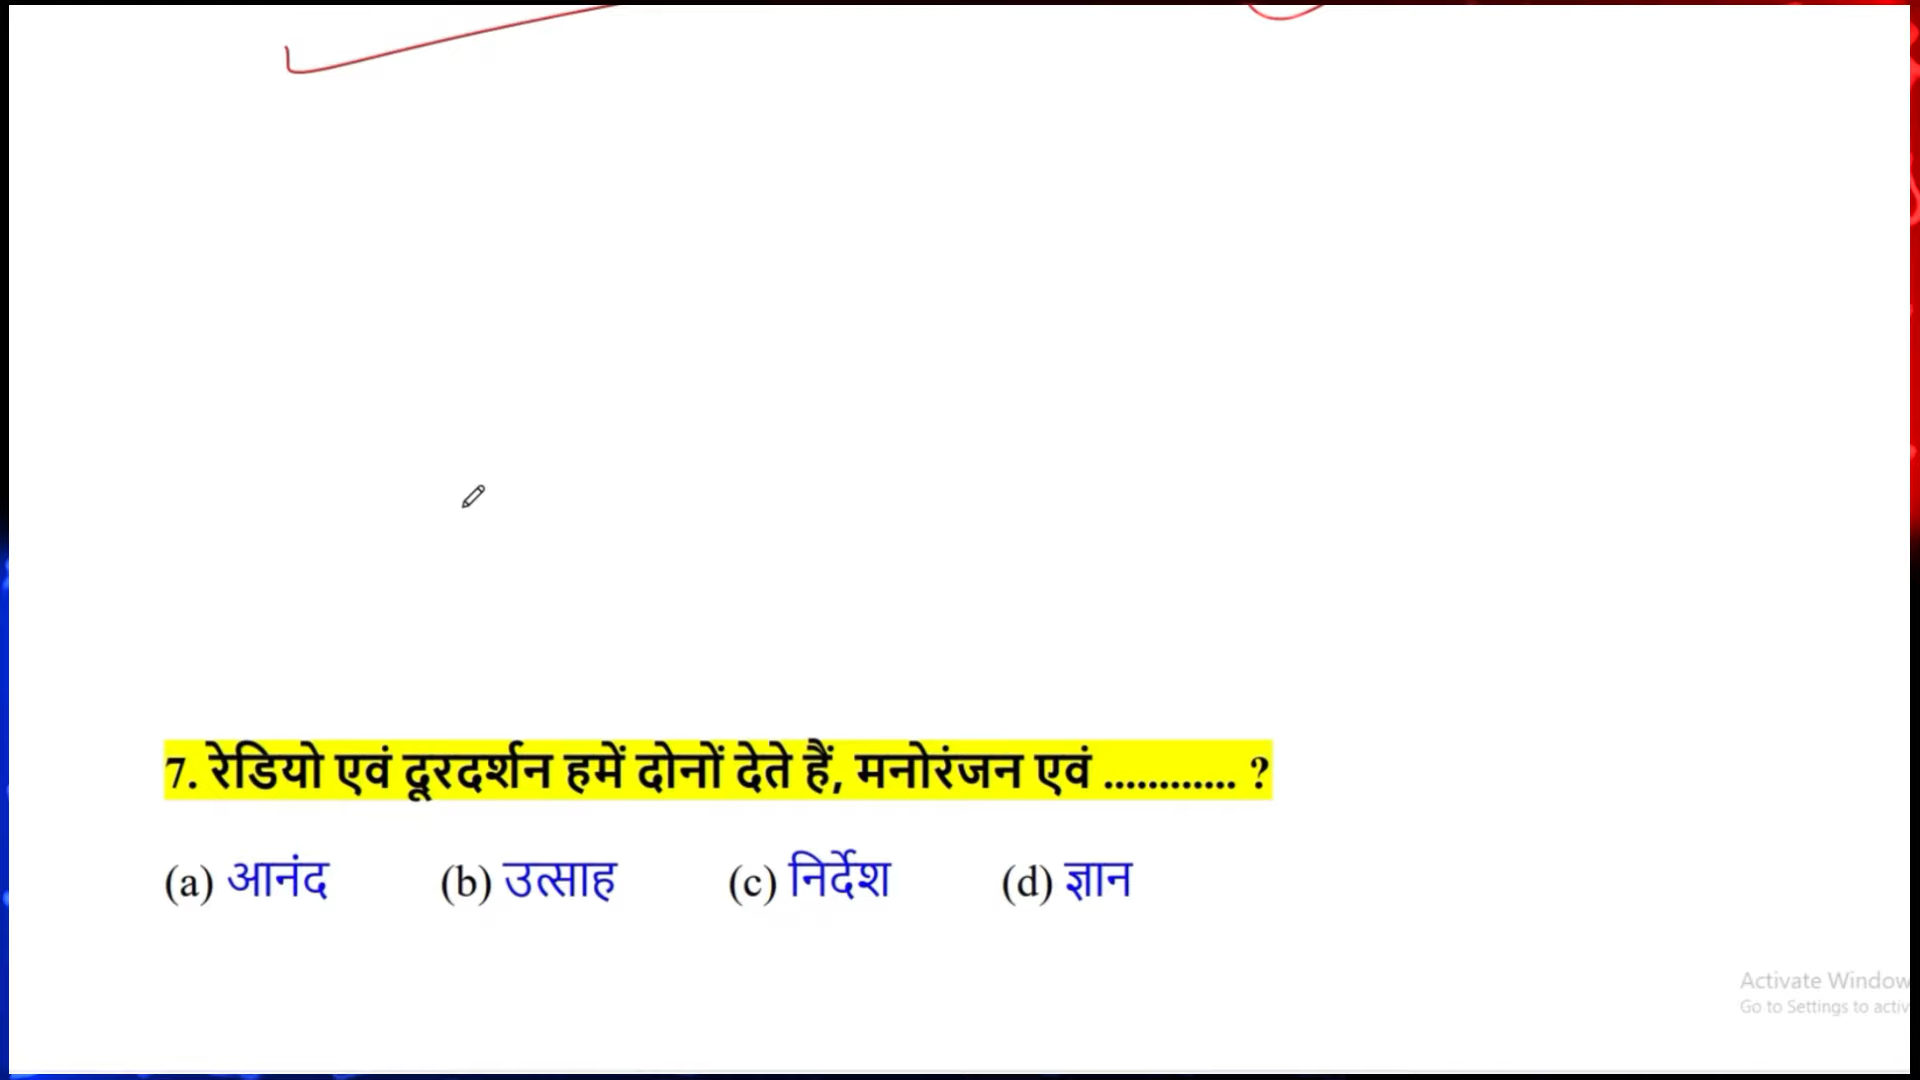 7. रेडियो एवं दूरदर्शन हमें दोनों देते हैं, मनोरंजन एवं ............ ?
(a) आनंद (b) उत्साह (c) निर्देश (d) ज्ञान
Activate Window
Go to Settings to activ